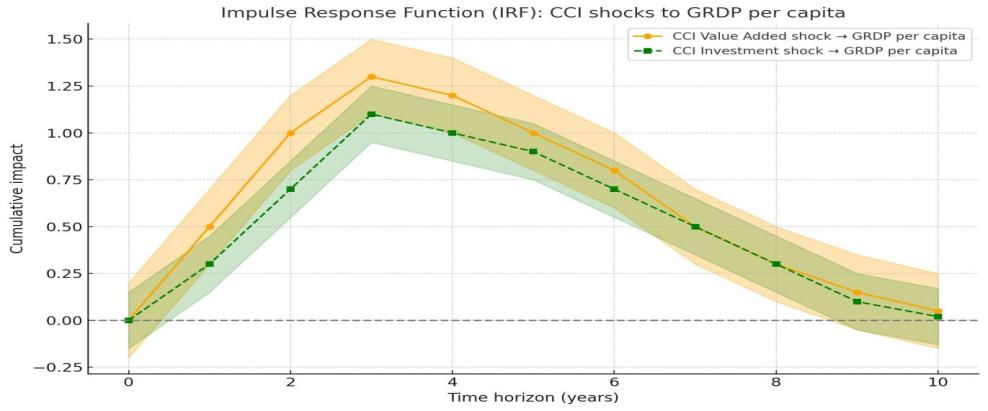 Impulse Response Function (IRF): CCI shocks to GRDP per capita
CCI Value Added shock → GRDP per capita
CCI Investment shock → GRDP per capita
Cumulative impact
1.50
1.25
1.00
0.75
0.50
0.25
0.00
−0.25
0 2 4 6 8 10
Time horizon (years)